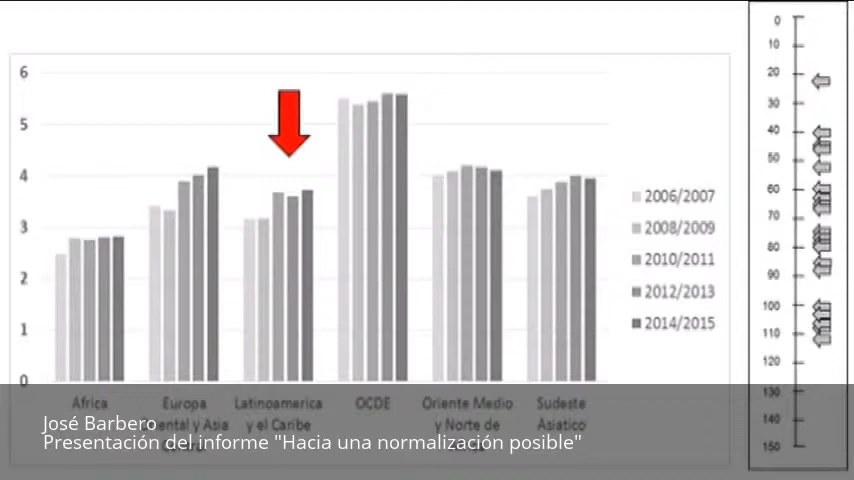 6
5
4
3
2
1
0
Africa
Europa
Oriental y Asia
Latinoamerica
y el Caribe
OCDE
Oriente Medio
y Norte de
Sudeste
Asiatico
2006/2007
2008/2009
2010/2011
2012/2013
2014/2015
0
10
20
30
40
50
60
70
80
90
100
110
120
130
140
150
José Barbero
Presentación del informe "Hacia una normalización posible"